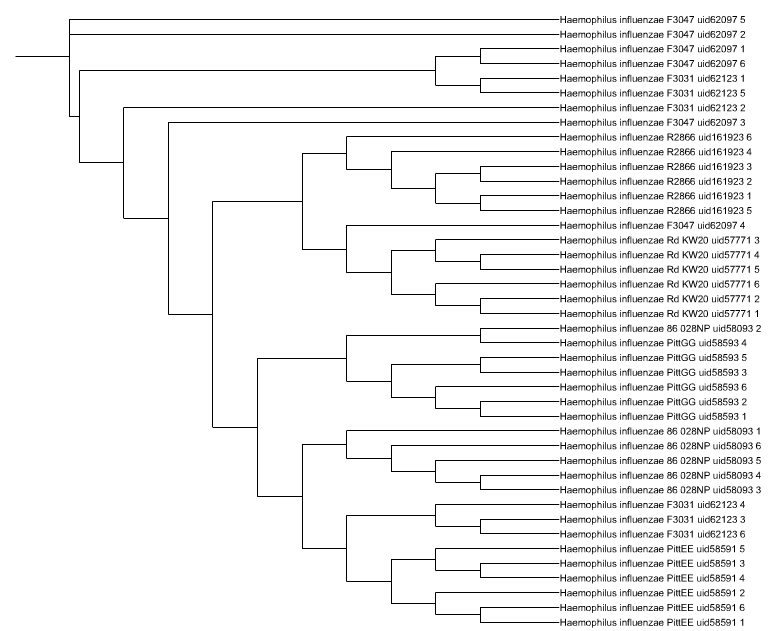 Haemophilus influenzae F3047 uid62097 5
Haemophilus influenzae F3047 uid62097 2
Haemophilus influenzae F3047 uid62097 1
Haemophilus influenzae F3047 uid62097 6
Haemophilus influenzae F3031 uid62123 1
Haemophilus influenzae F3031 uid62123 5
Haemophilus influenzae F3031 uid62123 2
Haemophilus influenzae F3047 uid62097 3
Haemophilus influenzae R2866 uid161923 6
Haemophilus influenzae R2866 uid161923 4
Haemophilus influenzae R2866 uid161923 3
Haemophilus influenzae R2866 uid161923 2
Haemophilus influenzae R2866 uid161923 1
Haemophilus influenzae R2866 uid161923 5
Haemophilus influenzae F3047 uid62097 4
Haemophilus influenzae Rd KW20 uid57771 3
Haemophilus influenzae Rd KW20 uid57771 4
Haemophilus influenzae Rd KW20 uid57771 5
Haemophilus influenzae Rd KW20 uid57771 6
Haemophilus influenzae Rd KW20 uid57771 2
Haemophilus influenzae Rd KW20 uid57771 1
Haemophilus influenzae 86 028NP uid58093 2
Haemophilus influenzae PittGG uid58593 4
Haemophilus influenzae PittGG uid58593 5
Haemophilus influenzae PittGG uid58593 3
Haemophilus influenzae PittGG uid58593 6
Haemophilus influenzae PittGG uid58593 2
Haemophilus influenzae PittGG uid58593 1
Haemophilus influenzae 86 028NP uid58093 1
Haemophilus influenzae 86 028NP uid58093 6
Haemophilus influenzae 86 028NP uid58093 5
Haemophilus influenzae 86 028NP uid58093 4
Haemophilus influenzae 86 028NP uid58093 3
Haemophilus influenzae F3031 uid62123 4
Haemophilus influenzae F3031 uid62123 3
Haemophilus influenzae F3031 uid62123 6
Haemophilus influenzae PittEE uid58591 5
Haemophilus influenzae PittEE uid58591 3
Haemophilus influenzae PittEE uid58591 4
Haemophilus influenzae PittEE uid58591 2
Haemophilus influenzae PittEE uid58591 6
Haemophilus influenzae PittEE uid58591 1